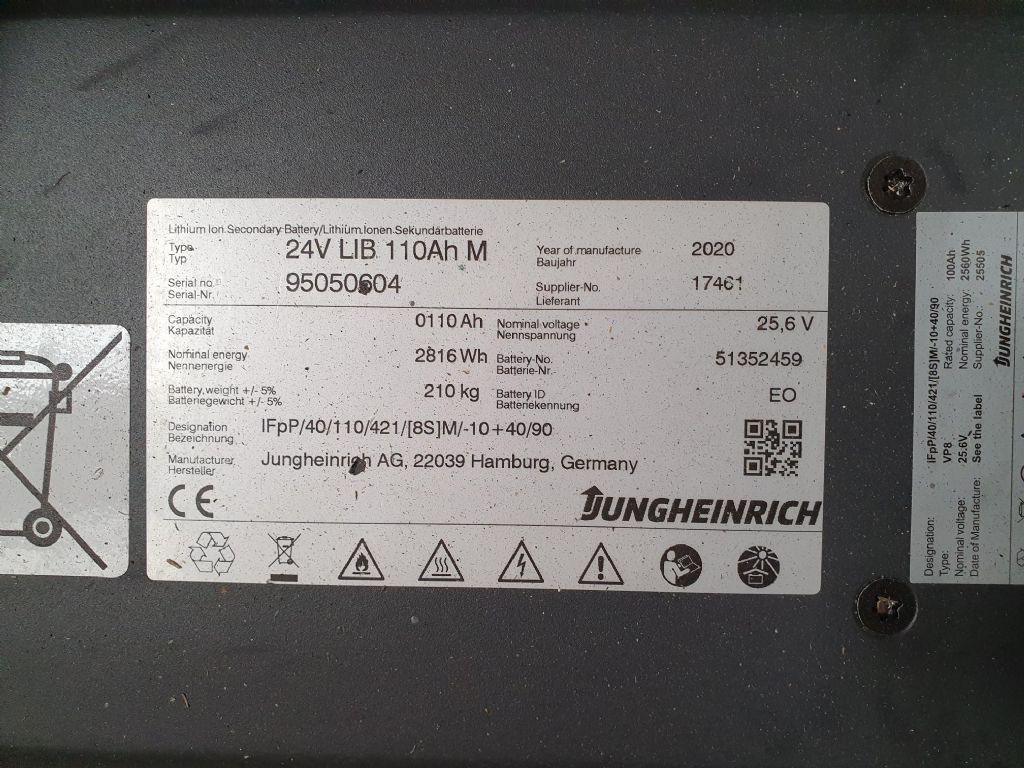 Lithium Ion Secondary Battery/Lithium Ionen Sekundärbatterie
Type 24V LIB 110Ah M Year of manufacture 2020
Typ Baujahr
Serial no. 95050604 Supplier-No. 17461
Serial-Nr. Lieferant
Capacity 0110 Ah Nominal voltage 25,6 V
Kapazität Nennspannung
Nominal energy 2816 Wh Battery-No. 51352459
Nennenergie Batterie-Nr.
Battery weight +/- 5% 210 kg Battery ID EO
Batteriegewicht +/- 5% Batteriekennung
Designation IFpP/40/110/421/[8S]M/-10+40/90
Bezeichnung
Manufacturer Jungheinrich AG, 22039 Hamburg, Germany
Hersteller
CE
JUNGHEINRICH
Designation: IFpP/40/110/421/[8S]M/-10+40/90
Type: VP8 Rated capacity: 100Ah
Nominal voltage: 25.6V Nominal energy: 2560Wh
Date of Manufacture: See the label Supplier-No.: 25505
JUNGHEINRICH